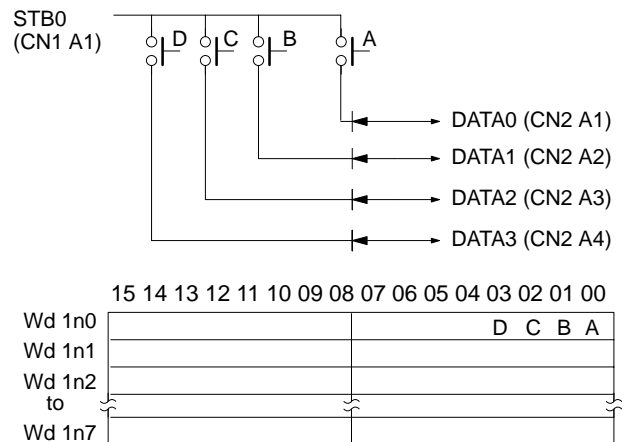 STB0
(CN1 A1)
D C B A
DATA0 (CN2 A1)
DATA1 (CN2 A2)
DATA2 (CN2 A3)
DATA3 (CN2 A4)
15 14 13 12 11 10 09 08 07 06 05 04 03 02 01 00
Wd 1n0 D C B A
Wd 1n1
Wd 1n2
to
Wd 1n7